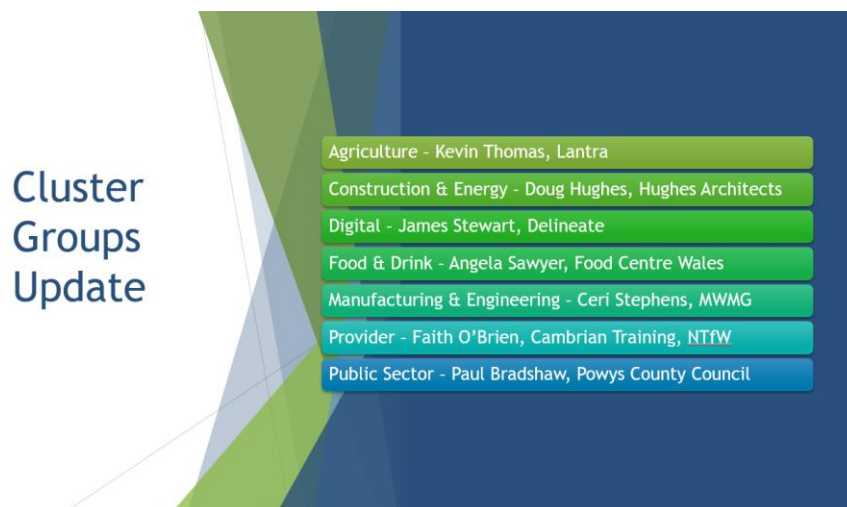 Cluster
Groups
Update
Agriculture – Kevin Thomas, Lantra
Construction & Energy – Doug Hughes, Hughes Architects
Digital – James Stewart, Delineate
Food & Drink – Angela Sawyer, Food Centre Wales
Manufacturing & Engineering – Ceri Stephens, MWMG
Provider – Faith O’Brien, Cambrian Training, NTfW
Public Sector – Paul Bradshaw, Powys County Council